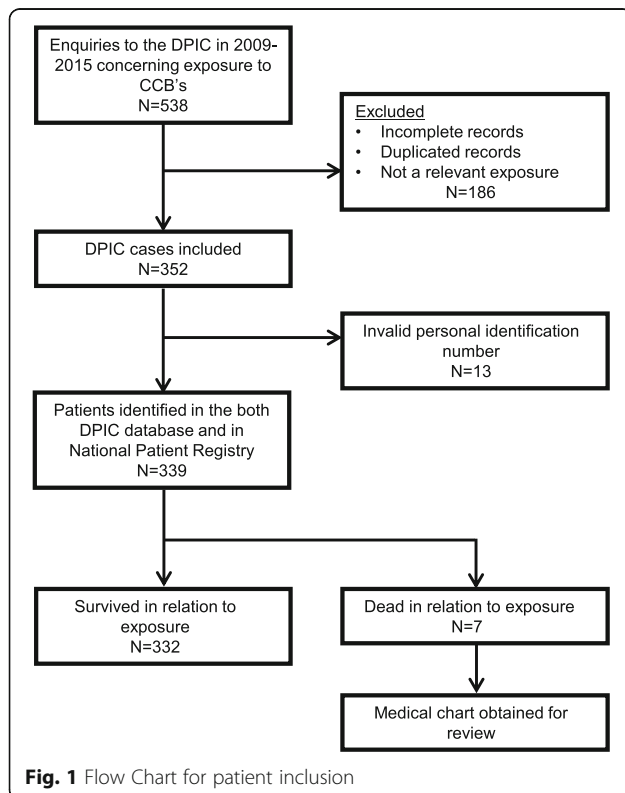 Enquiries to the DPIC in 2009-
2015 concerning exposure to
CCB's
N=538
Excluded
• Incomplete records
• Duplicated records
• Not a relevant exposure
N=186
DPIC cases included
N=352
Invalid personal identification
number
N=13
Patients identified in the both
DPIC database and in
National Patient Registry
N=339
Survived in relation to
exposure
N=332
Dead in relation to exposure
N=7
Medical chart obtained for
review
Fig. 1 Flow Chart for patient inclusion